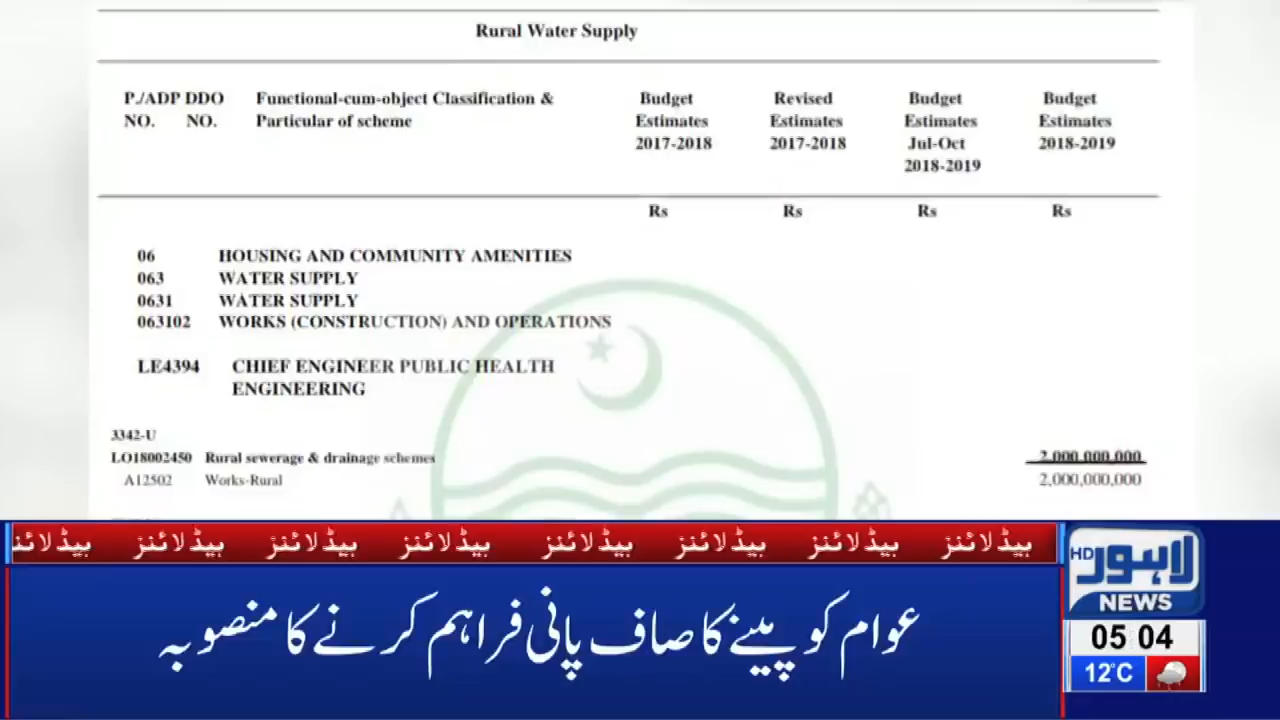 Rural Water Supply
P./ADP NO. DDO NO. Functional-cum-object Classification & Particular of scheme Budget Estimates 2017-2018 Revised Estimates 2017-2018 Budget Estimates Jul-Oct 2018-2019 Budget Estimates 2018-2019
Rs Rs Rs Rs
06 HOUSING AND COMMUNITY AMENITIES
063 WATER SUPPLY
0631 WATER SUPPLY
063102 WORKS (CONSTRUCTION) AND OPERATIONS
LE4394 CHIEF ENGINEER PUBLIC HEALTH
ENGINEERING
3342-U
LO18002450 Rural sewerage & drainage schemes 2,000,000,000
A12502 Works-Rural 2,000,000,000
ہیڈلائنز ہیڈلائنز ہیڈلائنز ہیڈلائنز ہیڈلائنز ہیڈلائنز ہیڈلائنز ہیڈلائنز
عوام کو پینے کا صاف پانی فراہم کرنے کا منصوبہ
لاہور HD
NEWS
05 04
12°C